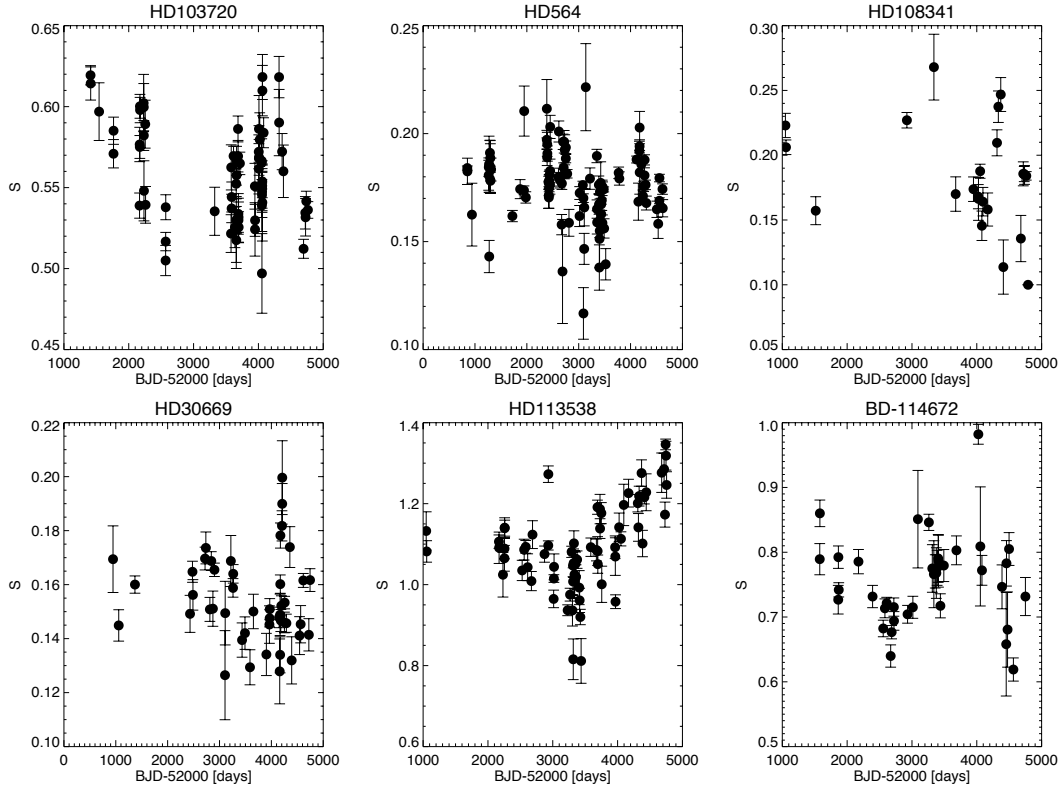 HD103720
HD564
HD108341
0.65
0.60
0.55
0.50
0.45
S
1000 2000 3000 4000 5000
BJD-52000 [days]
0.25
0.20
0.15
0.10
S
0 1000 2000 3000 4000 5000
BJD-52000 [days]
0.30
0.25
0.20
0.15
0.10
0.05
S
1000 2000 3000 4000 5000
BJD-52000 [days]
HD30669
HD113538
BD-114672
0.22
0.20
0.18
0.16
0.14
0.12
0.10
S
0 1000 2000 3000 4000 5000
BJD-52000 [days]
1.4
1.2
1.0
0.8
0.6
S
1000 2000 3000 4000 5000
BJD-52000 [days]
1.0
0.9
0.8
0.7
0.6
0.5
S
1000 2000 3000 4000 5000
BJD-52000 [days]